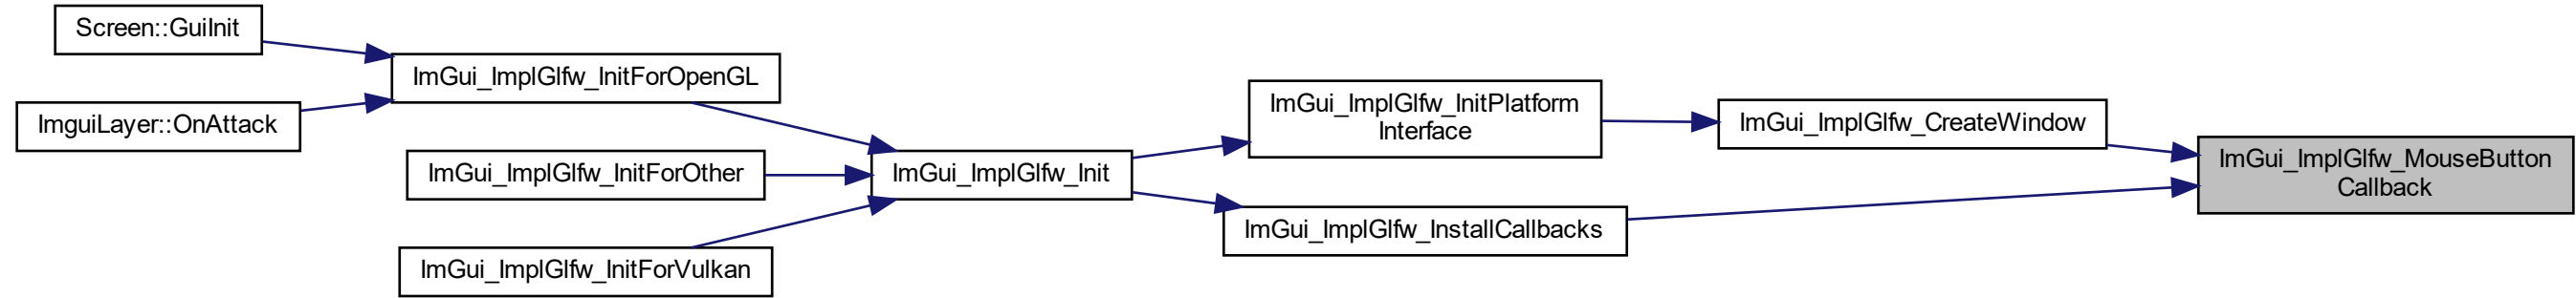 Screen::GuiInit
ImguiLayer::OnAttack
ImGui_ImplGlfw_InitForOpenGL
ImGui_ImplGlfw_InitForOther
ImGui_ImplGlfw_InitForVulkan
ImGui_ImplGlfw_Init
ImGui_ImplGlfw_InitPlatform
Interface
ImGui_ImplGlfw_InstallCallbacks
ImGui_ImplGlfw_CreateWindow
ImGui_ImplGlfw_MouseButton
Callback